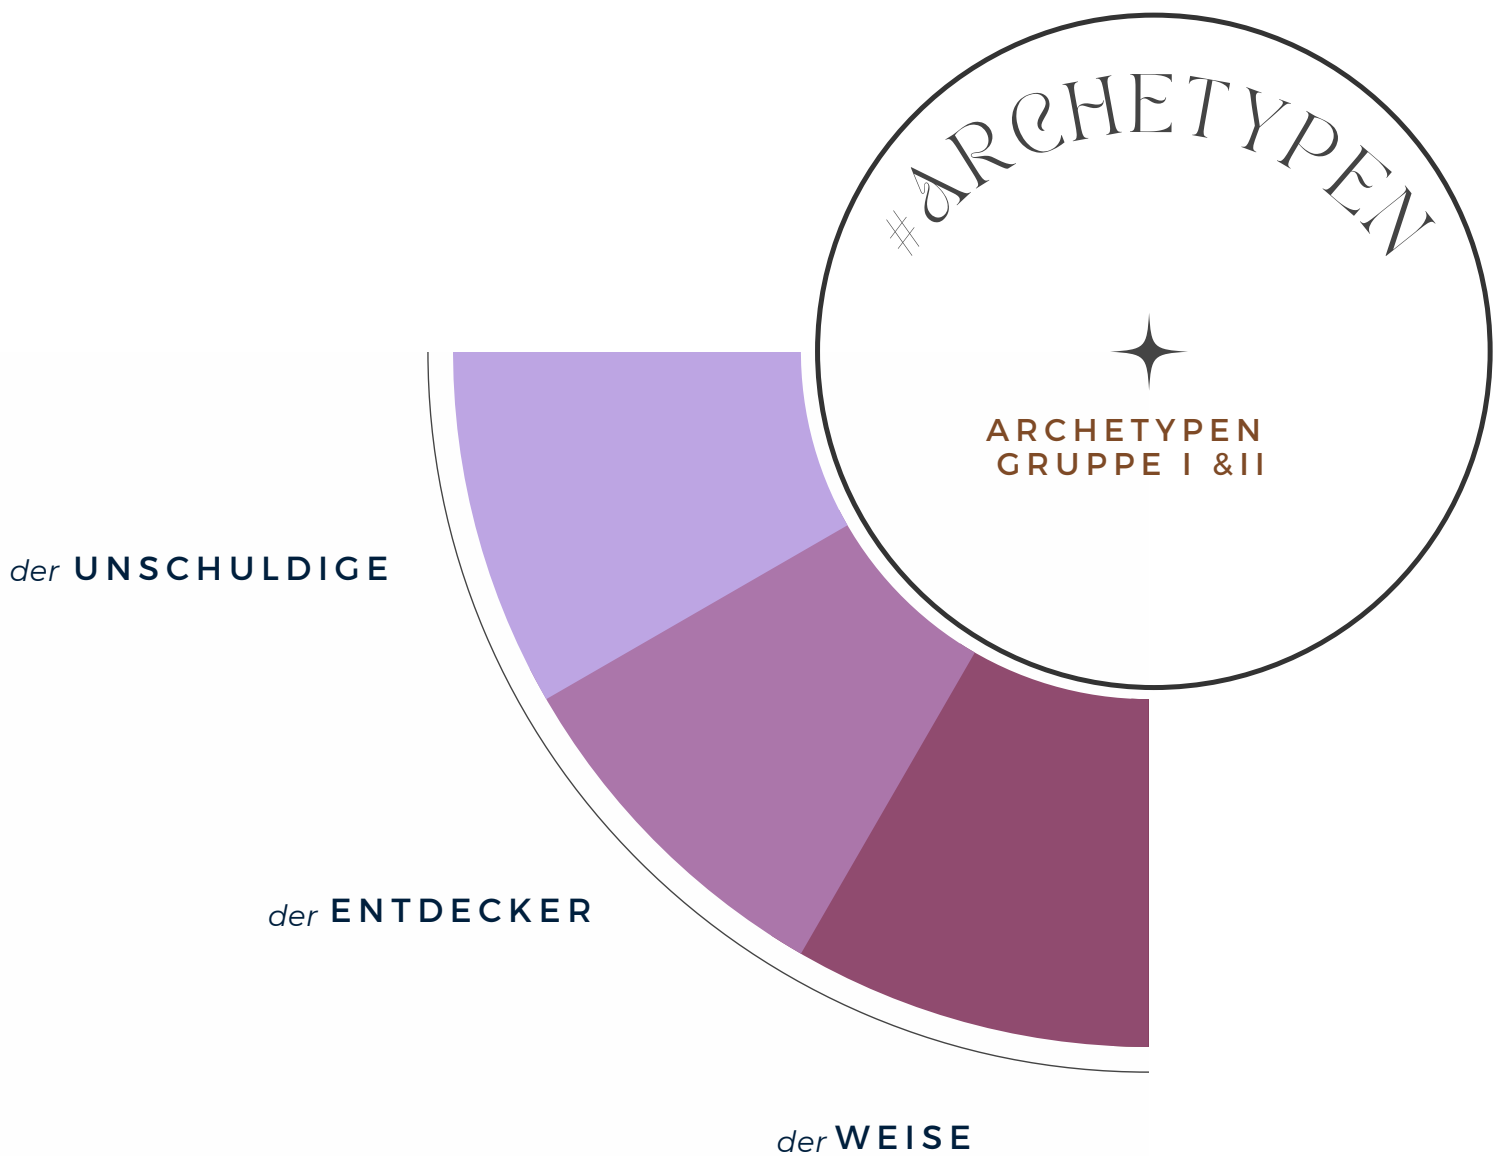 #ARCHETYPEN
ARCHETYPEN
GRUPPE I &II
der UNSCHULDIGE
der ENTDECKER
der WEISE